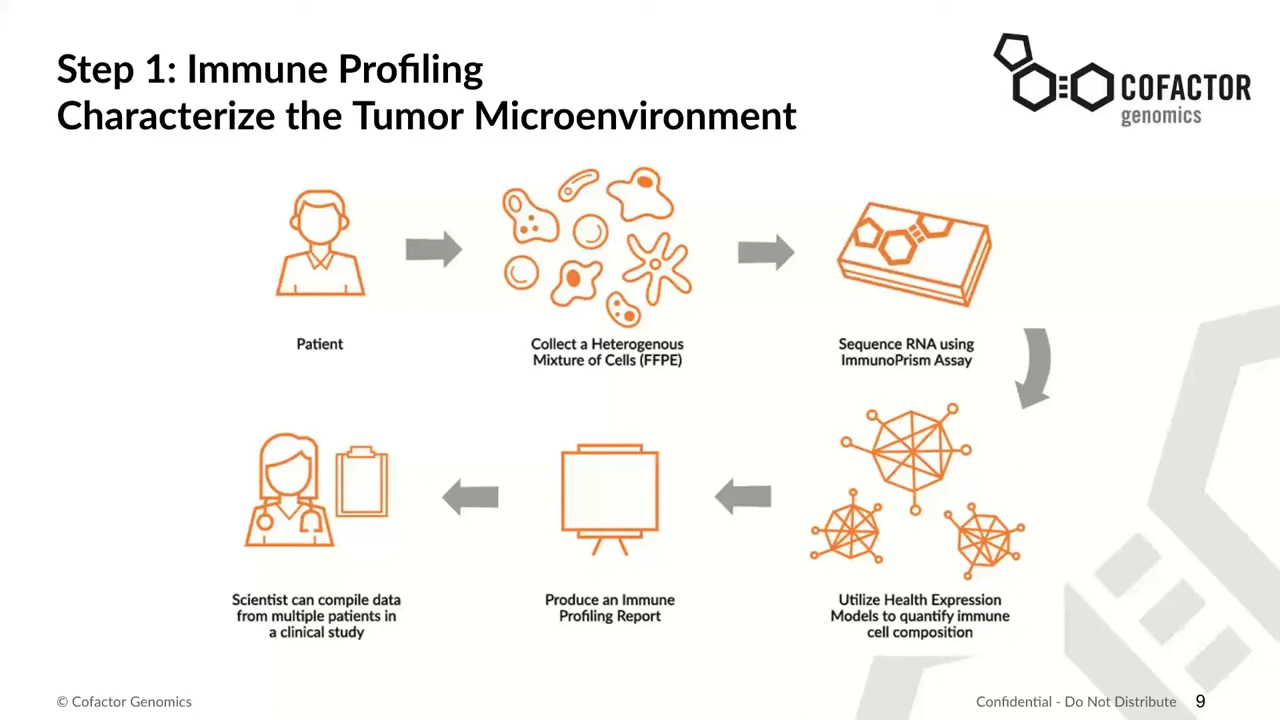 Step 1: Immune Profiling
Characterize the Tumor Microenvironment
COFACTOR
genomics
Patient
Collect a Heterogenous
Mixture of Cells (FFPE)
Sequence RNA using
ImmunoPrism Assay
Scientist can compile data
from multiple patients in
a clinical study
Produce an Immune
Profiling Report
Utilize Health Expression
Models to quantify immune
cell composition
© Cofactor Genomics
Confidential - Do Not Distribute 9